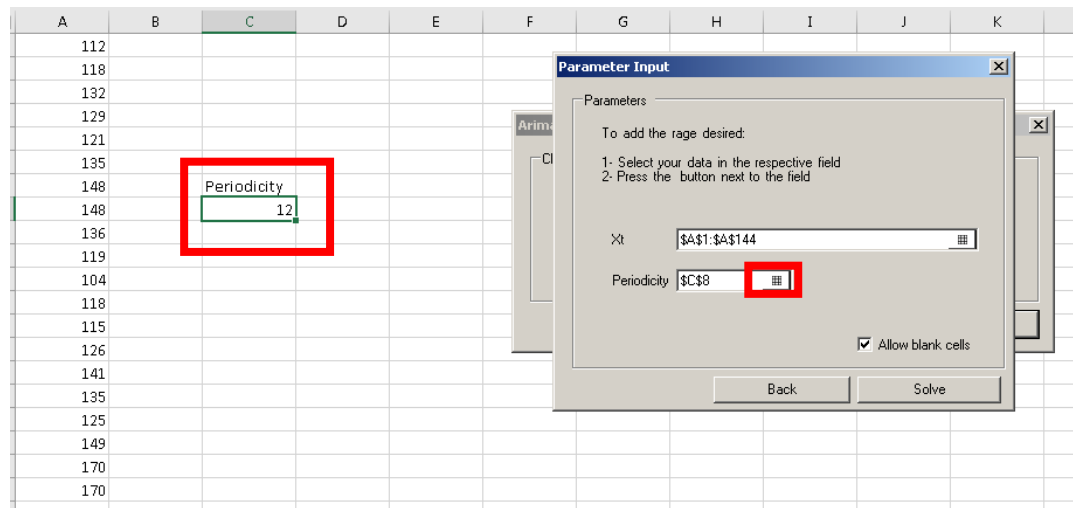 A B C D E F G H I J K
112
118
132
129
121
135
148
148
136
119
104
118
115
126
141
135
125
149
170
170
Periodicity
12
Arima
Parameter Input
Parameters
To add the rage desired:
1- Select your data in the respective field
2- Press the button next to the field
Xt $A$1:$A$144
Periodicity $C$8
Allow blank cells
Back Solve